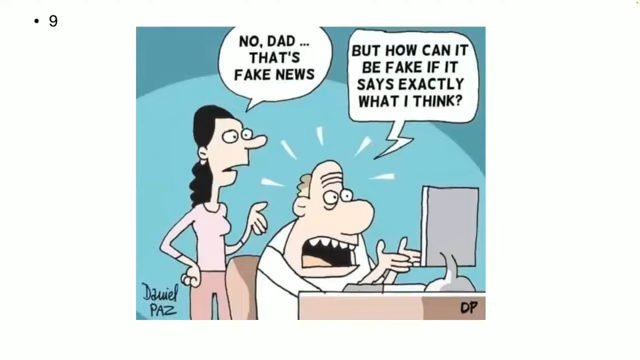 • 9
NO, DAD ...
THAT'S
FAKE NEWS
BUT HOW CAN IT
BE FAKE IF IT
SAYS EXACTLY
WHAT I THINK?
Daniel
PAZ
DP